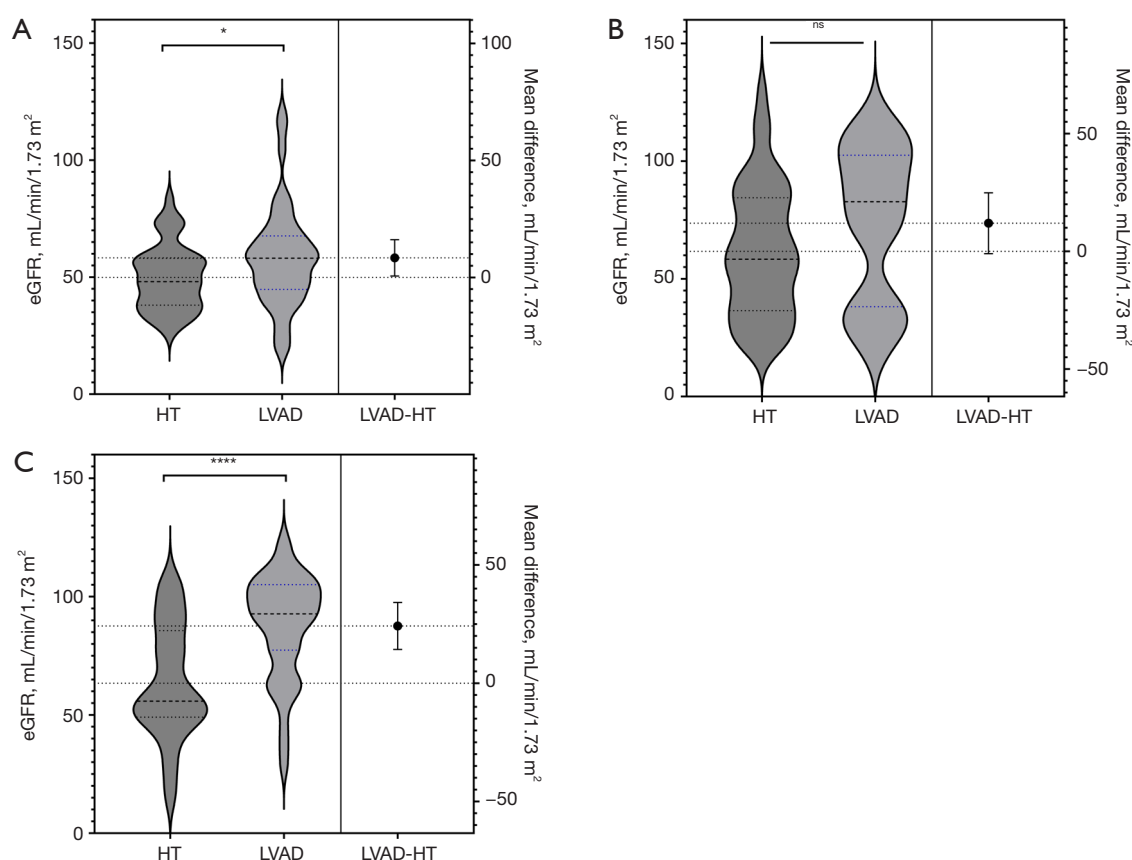 A
150
100
50
0
eGFR, mL/min/1.73 m²
*
100
50
0
Mean difference, mL/min/1.73 m²
HT
LVAD
LVAD-HT
B
150
100
50
0
eGFR, mL/min/1.73 m²
ns
50
0
−50
Mean difference, mL/min/1.73 m²
HT
LVAD
LVAD-HT
C
150
100
50
0
eGFR, mL/min/1.73 m²
****
50
0
−50
Mean difference, mL/min/1.73 m²
HT
LVAD
LVAD-HT